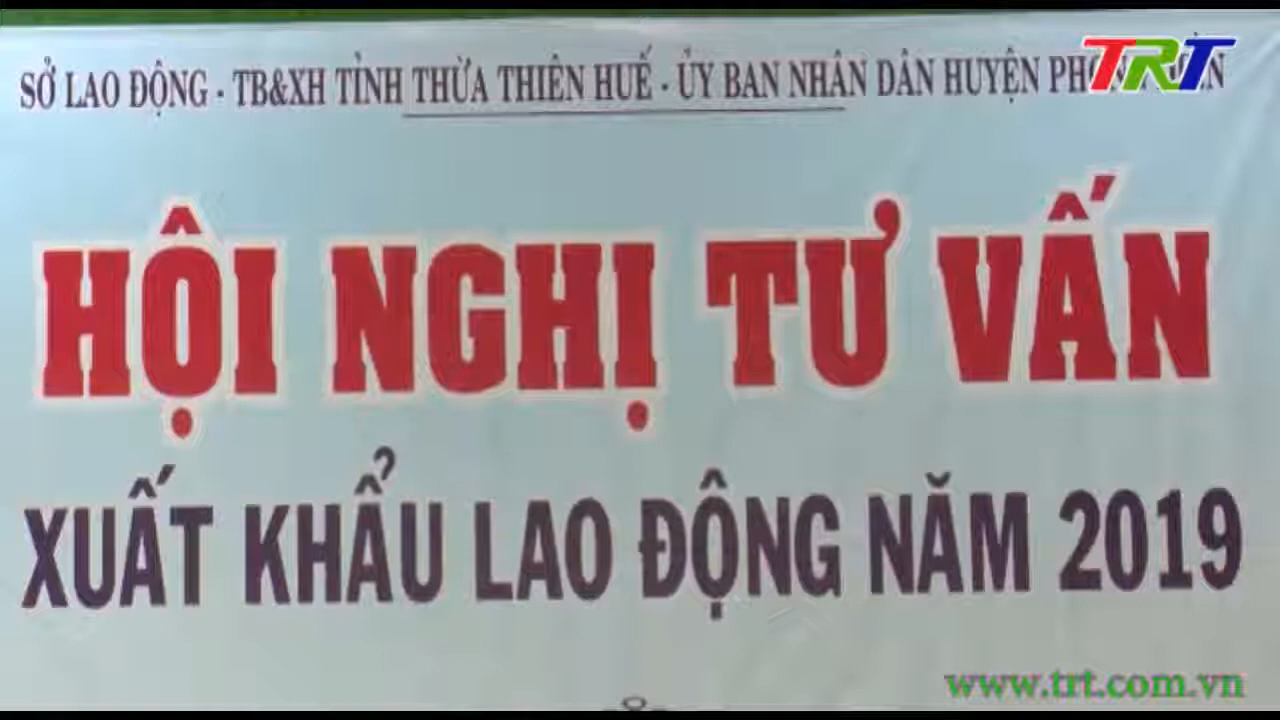 SỞ LAO ĐỘNG - TB&XH TỈNH THỪA THIÊN HUẾ - ỦY BAN NHÂN DÂN HUYỆN
TRT
HỘI NGHỊ TƯ VẤN
XUẤT KHẨU LAO ĐỘNG NĂM 2019
www.trt.com.vn